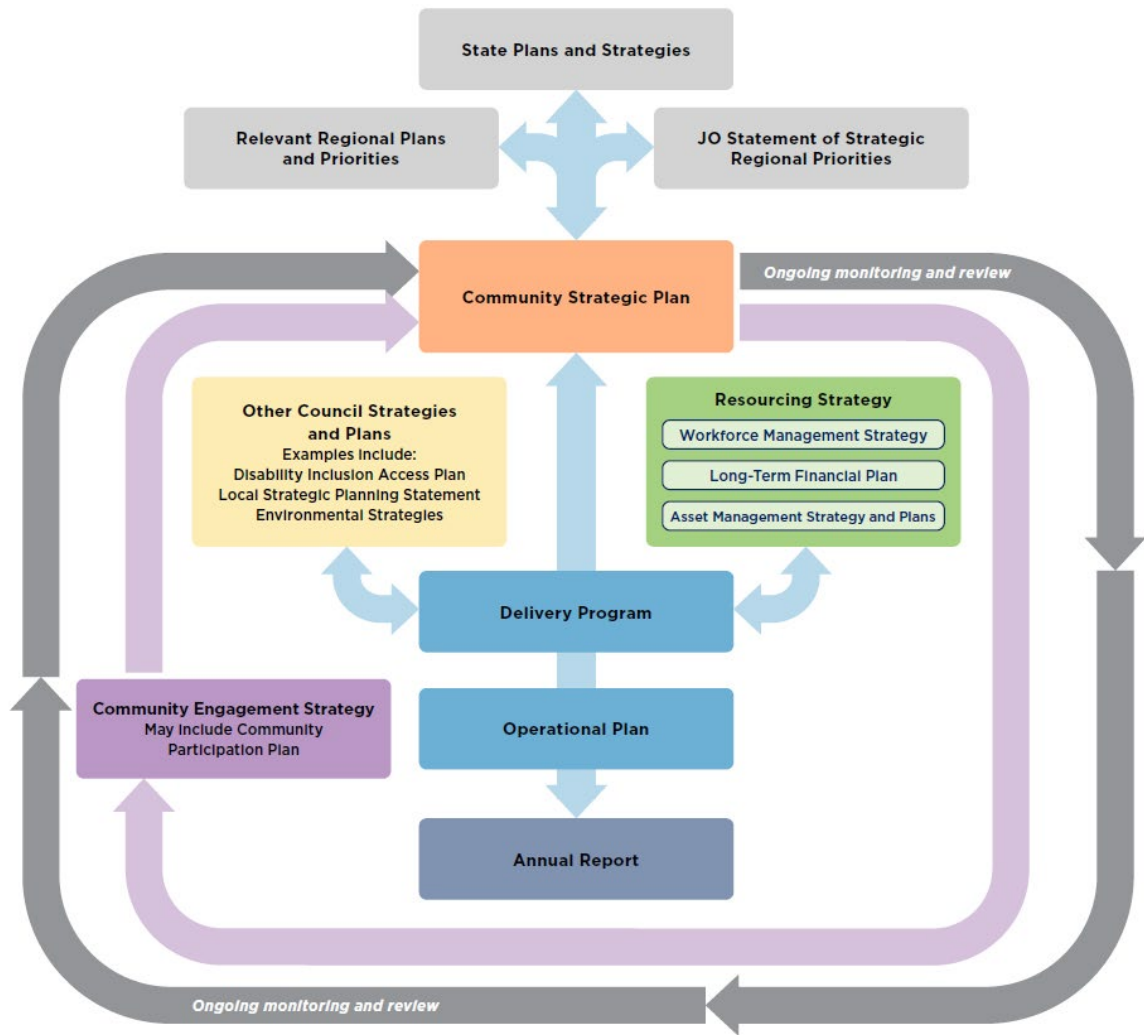 State Plans and Strategies
Relevant Regional Plans
and Priorities
JO Statement of Strategic
Regional Priorities
Community Strategic Plan
Ongoing monitoring and review
Other Council Strategies
and Plans
Examples include:
Disability Inclusion Access Plan
Local Strategic Planning Statement
Environmental Strategies
Resourcing Strategy
Workforce Management Strategy
Long-Term Financial Plan
Asset Management Strategy and Plans
Delivery Program
Community Engagement Strategy
May include Community
Participation Plan
Operational Plan
Annual Report
Ongoing monitoring and review